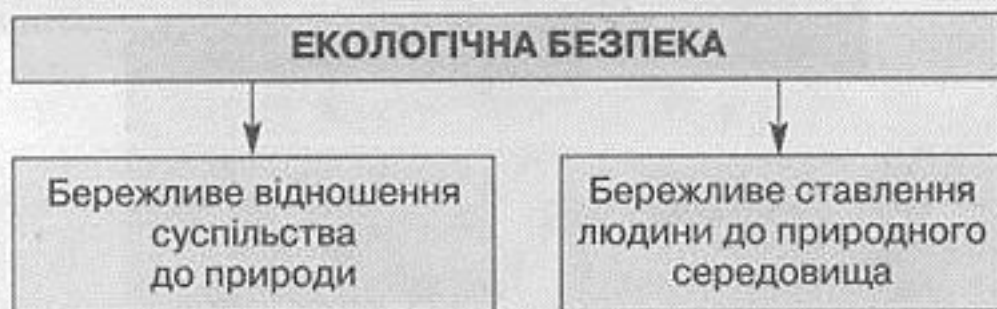 ЕКОЛОГІЧНА БЕЗПЕКА
Бережливе відношення
суспільства
до природи
Бережливе ставлення
людини до природного
середовища